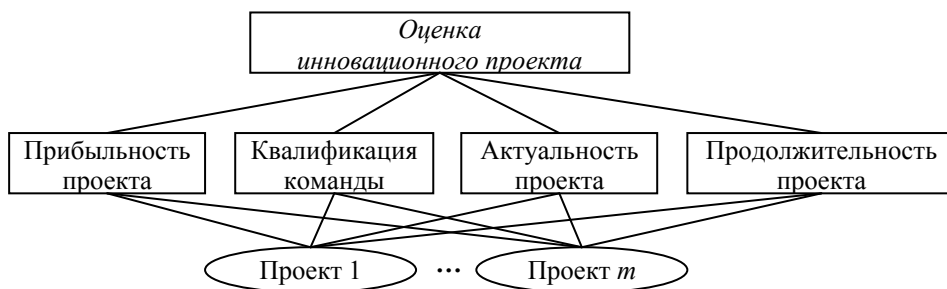 Оценка
инновационного проекта
Прибыльность
проекта
Квалификация
команды
Актуальность
проекта
Продолжительность
проекта
Проект 1
...
Проект m